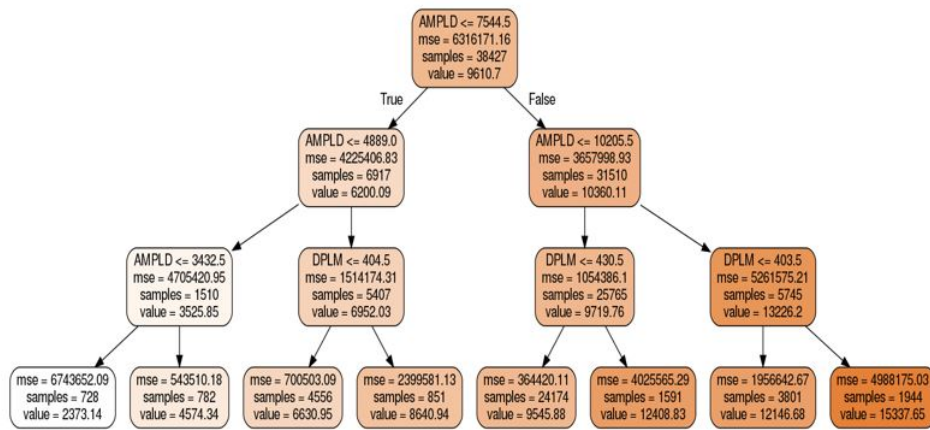 AMPLD <= 7544.5
mse = 6316171.16
samples = 38427
value = 9610.7
True
False
AMPLD <= 4889.0
mse = 4225406.83
samples = 6917
value = 6200.09
AMPLD <= 10205.5
mse = 3657998.93
samples = 31510
value = 10360.11
AMPLD <= 3432.5
mse = 4705420.95
samples = 1510
value = 3525.85
DPLM <= 404.5
mse = 1514174.31
samples = 5407
value = 6952.03
DPLM <= 430.5
mse = 1054386.1
samples = 25765
value = 9719.76
DPLM <= 403.5
mse = 5261575.21
samples = 5745
value = 13226.2
mse = 6743652.09
samples = 728
value = 2373.14
mse = 543510.18
samples = 782
value = 4574.34
mse = 700503.09
samples = 4556
value = 6630.95
mse = 2399581.13
samples = 851
value = 8640.94
mse = 364420.11
samples = 24174
value = 9545.88
mse = 4025565.29
samples = 1591
value = 12408.83
mse = 1956642.67
samples = 3801
value = 12146.68
mse = 4988175.03
samples = 1944
value = 15337.65